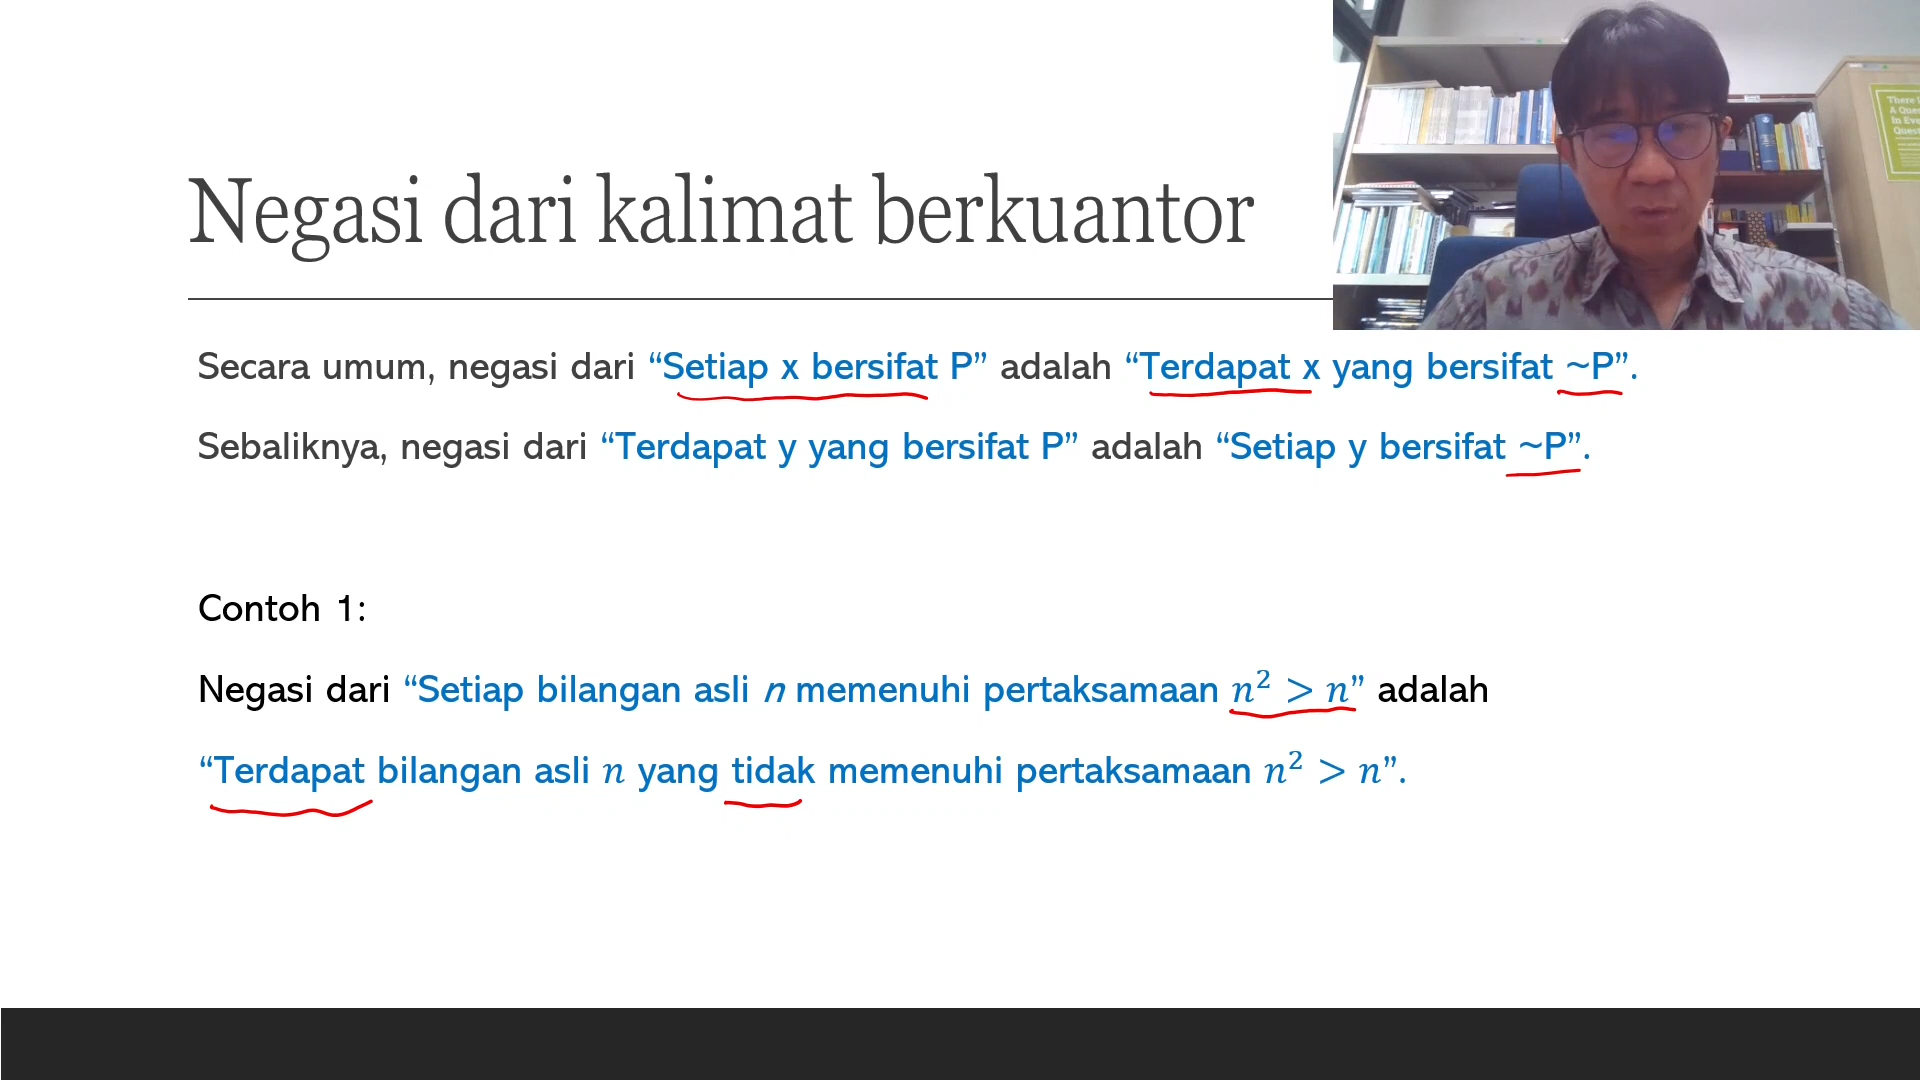 Negasi dari kalimat berkuantor
Secara umum, negasi dari “Setiap x bersifat P” adalah “Terdapat x yang bersifat ~P”.
Sebaliknya, negasi dari “Terdapat y yang bersifat P” adalah “Setiap y bersifat ~P”.
Contoh 1:
Negasi dari “Setiap bilangan asli n memenuhi pertaksamaan n² > n” adalah
“Terdapat bilangan asli n yang tidak memenuhi pertaksamaan n² > n”.
There
A
In